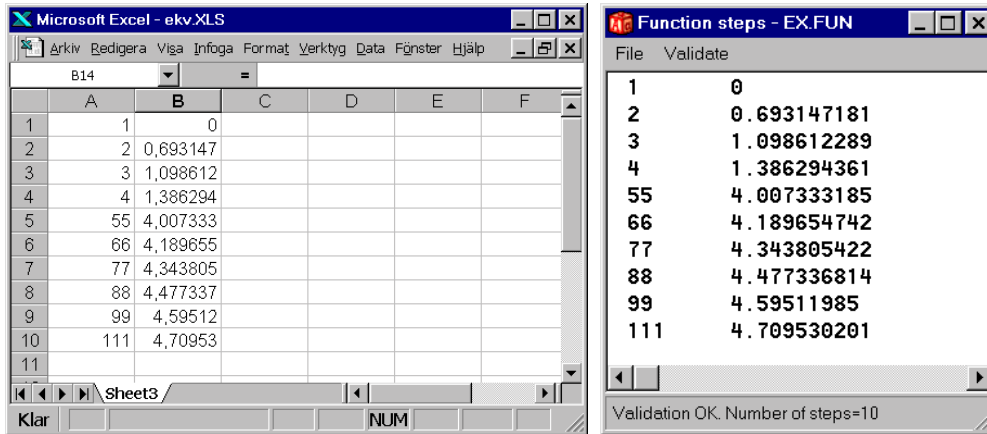 Microsoft Excel - ekv.XLS
Arkiv Redigera Visa Infoga Format Verktyg Data Fönster Hjälp
B14 =
A B C D E F
1 1 0
2 2 0,693147
3 3 1,098612
4 4 1,386294
5 55 4,007333
6 66 4,189655
7 77 4,343805
8 88 4,477337
9 99 4,59512
10 111 4,70953
11
Sheet3
Klar NUM
Function steps - EX.FUN
File Validate
1 0
2 0.693147181
3 1.098612289
4 1.386294361
55 4.007333185
66 4.189654742
77 4.343805422
88 4.477336814
99 4.59511985
111 4.709530201
Validation OK. Number of steps=10